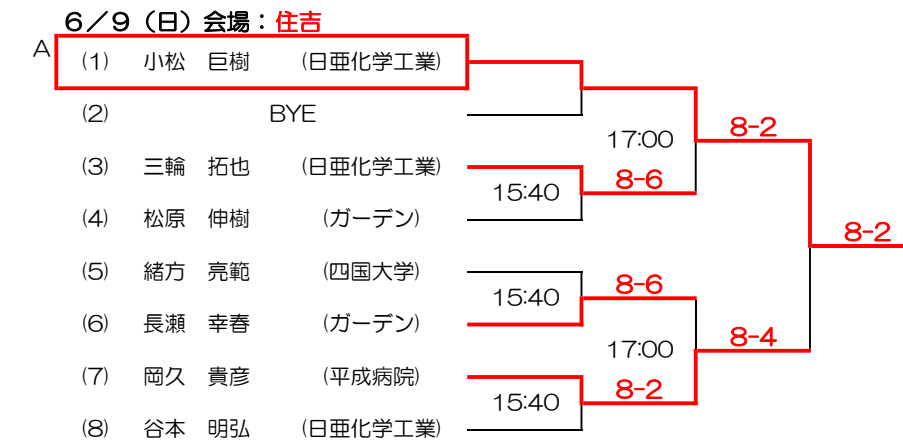 6/9（日）会場：住吉
A
(1) 小松 巨樹 (日亜化学工業)
(2) BYE
17:00 8-2
(3) 三輪 拓也 (日亜化学工業)
15:40 8-6
(4) 松原 伸樹 (ガーデン)
8-2
(5) 緒方 亮範 (四国大学)
15:40 8-6
(6) 長瀬 幸春 (ガーデン)
17:00 8-4
(7) 岡久 貴彦 (平成病院)
15:40 8-2
(8) 谷本 明弘 (日亜化学工業)